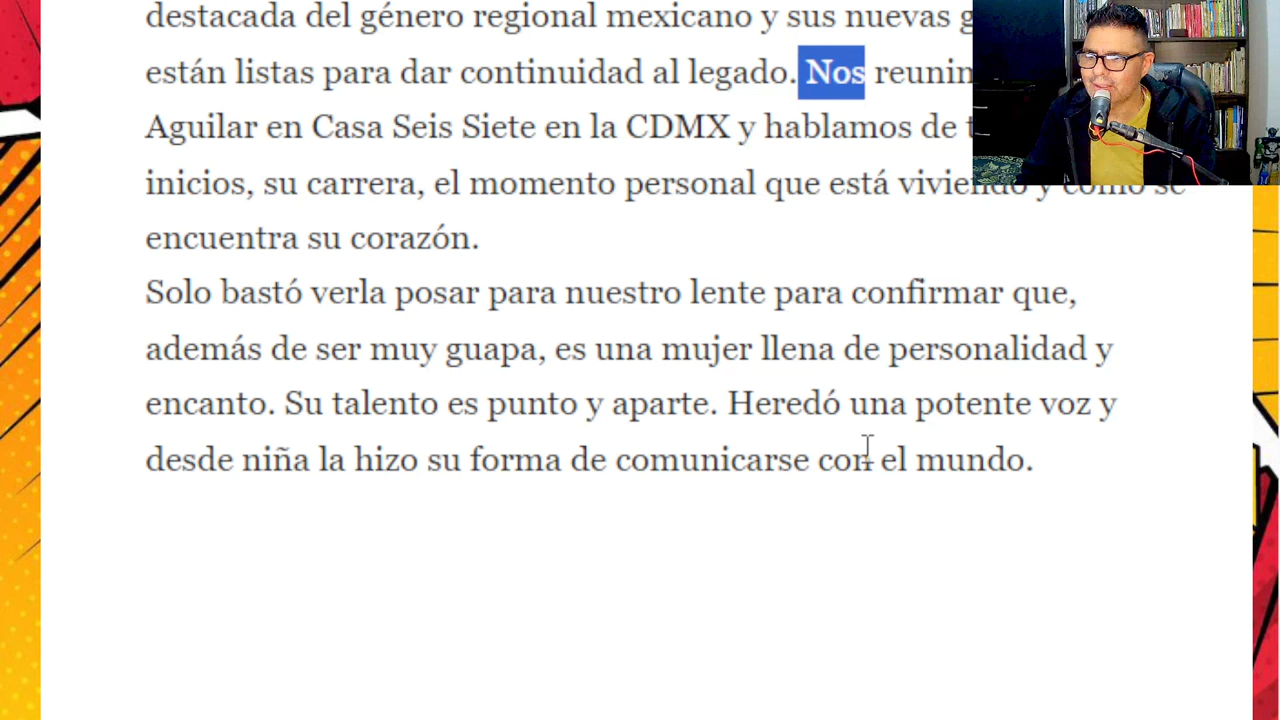 destacada del género regional mexicano y sus nuevas
están listas para dar continuidad al legado. Nos
Aguilar en Casa Seis Siete en la CDMX y hablamos de
inicios, su carrera, el momento personal que está viviendo y cómo se
encuentra su corazón.
Solo bastó verla posar para nuestro lente para confirmar que,
además de ser muy guapa, es una mujer llena de personalidad y
encanto. Su talento es punto y aparte. Heredó una potente voz y
desde niña la hizo su forma de comunicarse con el mundo.